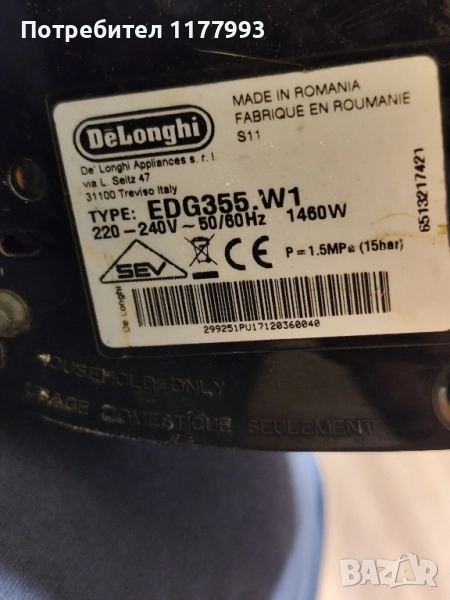 Потребител 1177993
DeLonghi
MADE IN ROMANIA
FABRIQUE EN ROUMANIE
S11
De' Longhi Appliances s.r.l.
via L. Seitz 47
31100 Treviso Italy
TYPE: EDG355.W1
220-240V~50/60Hz 1460W
SEV
CE
P=1.5MPa (15bar)
6513217421
De Longhi
299251PU17120360040
HOUSEHOLD ONLY
USAGE DOMESTIQUE SEULEMENT
BAZAR